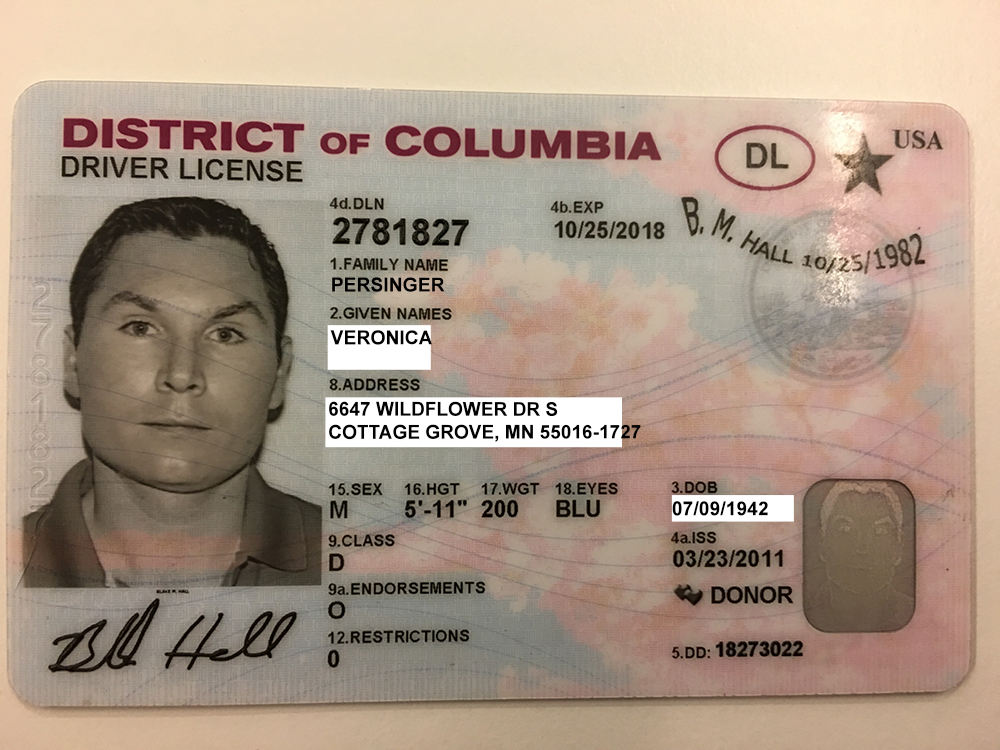 DISTRICT OF COLUMBIA
DRIVER LICENSE
DL
USA
4d.DLN
2781827
4b.EXP
10/25/2018
B. M. HALL 10/25/1982
1.FAMILY NAME
PERSINGER
2.GIVEN NAMES
VERONICA
8.ADDRESS
6647 WILDFLOWER DR S
COTTAGE GROVE, MN 55016-1727
15.SEX 16.HGT 17.WGT 18.EYES
M 5'-11" 200 BLU
3.DOB
07/09/1942
9.CLASS
D
4a.ISS
03/23/2011
9a.ENDORSEMENTS
O
DONOR
12.RESTRICTIONS
0
5.DD: 18273022
2781827
BLAKE M. HALL